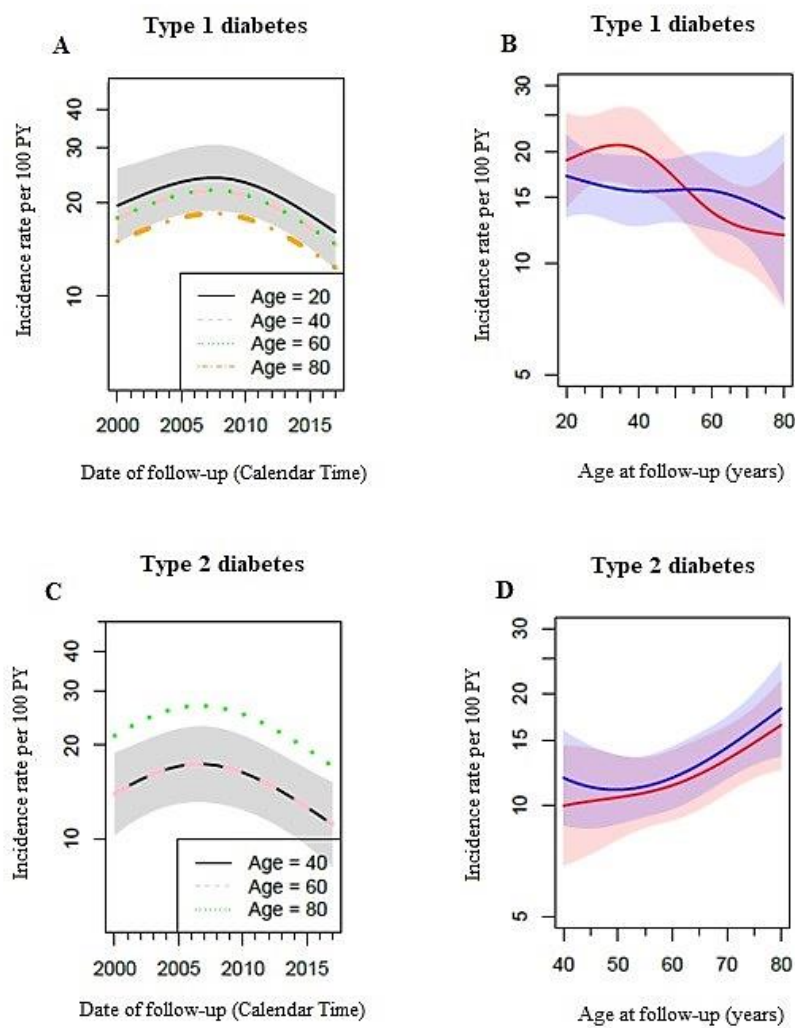 Type 1 diabetes
A
Incidence rate per 100 PY
40
30
20
10
Age = 20
Age = 40
Age = 60
Age = 80
2000 2005 2010 2015
Date of follow-up (Calendar Time)
Type 1 diabetes
B
Incidence rate per 100 PY
30
20
15
10
5
20 40 60 80
Age at follow-up (years)
Type 2 diabetes
C
Incidence rate per 100 PY
40
30
20
10
Age = 40
Age = 60
Age = 80
2000 2005 2010 2015
Date of follow-up (Calendar Time)
Type 2 diabetes
D
Incidence rate per 100 PY
30
20
15
10
5
40 50 60 70 80
Age at follow-up (years)